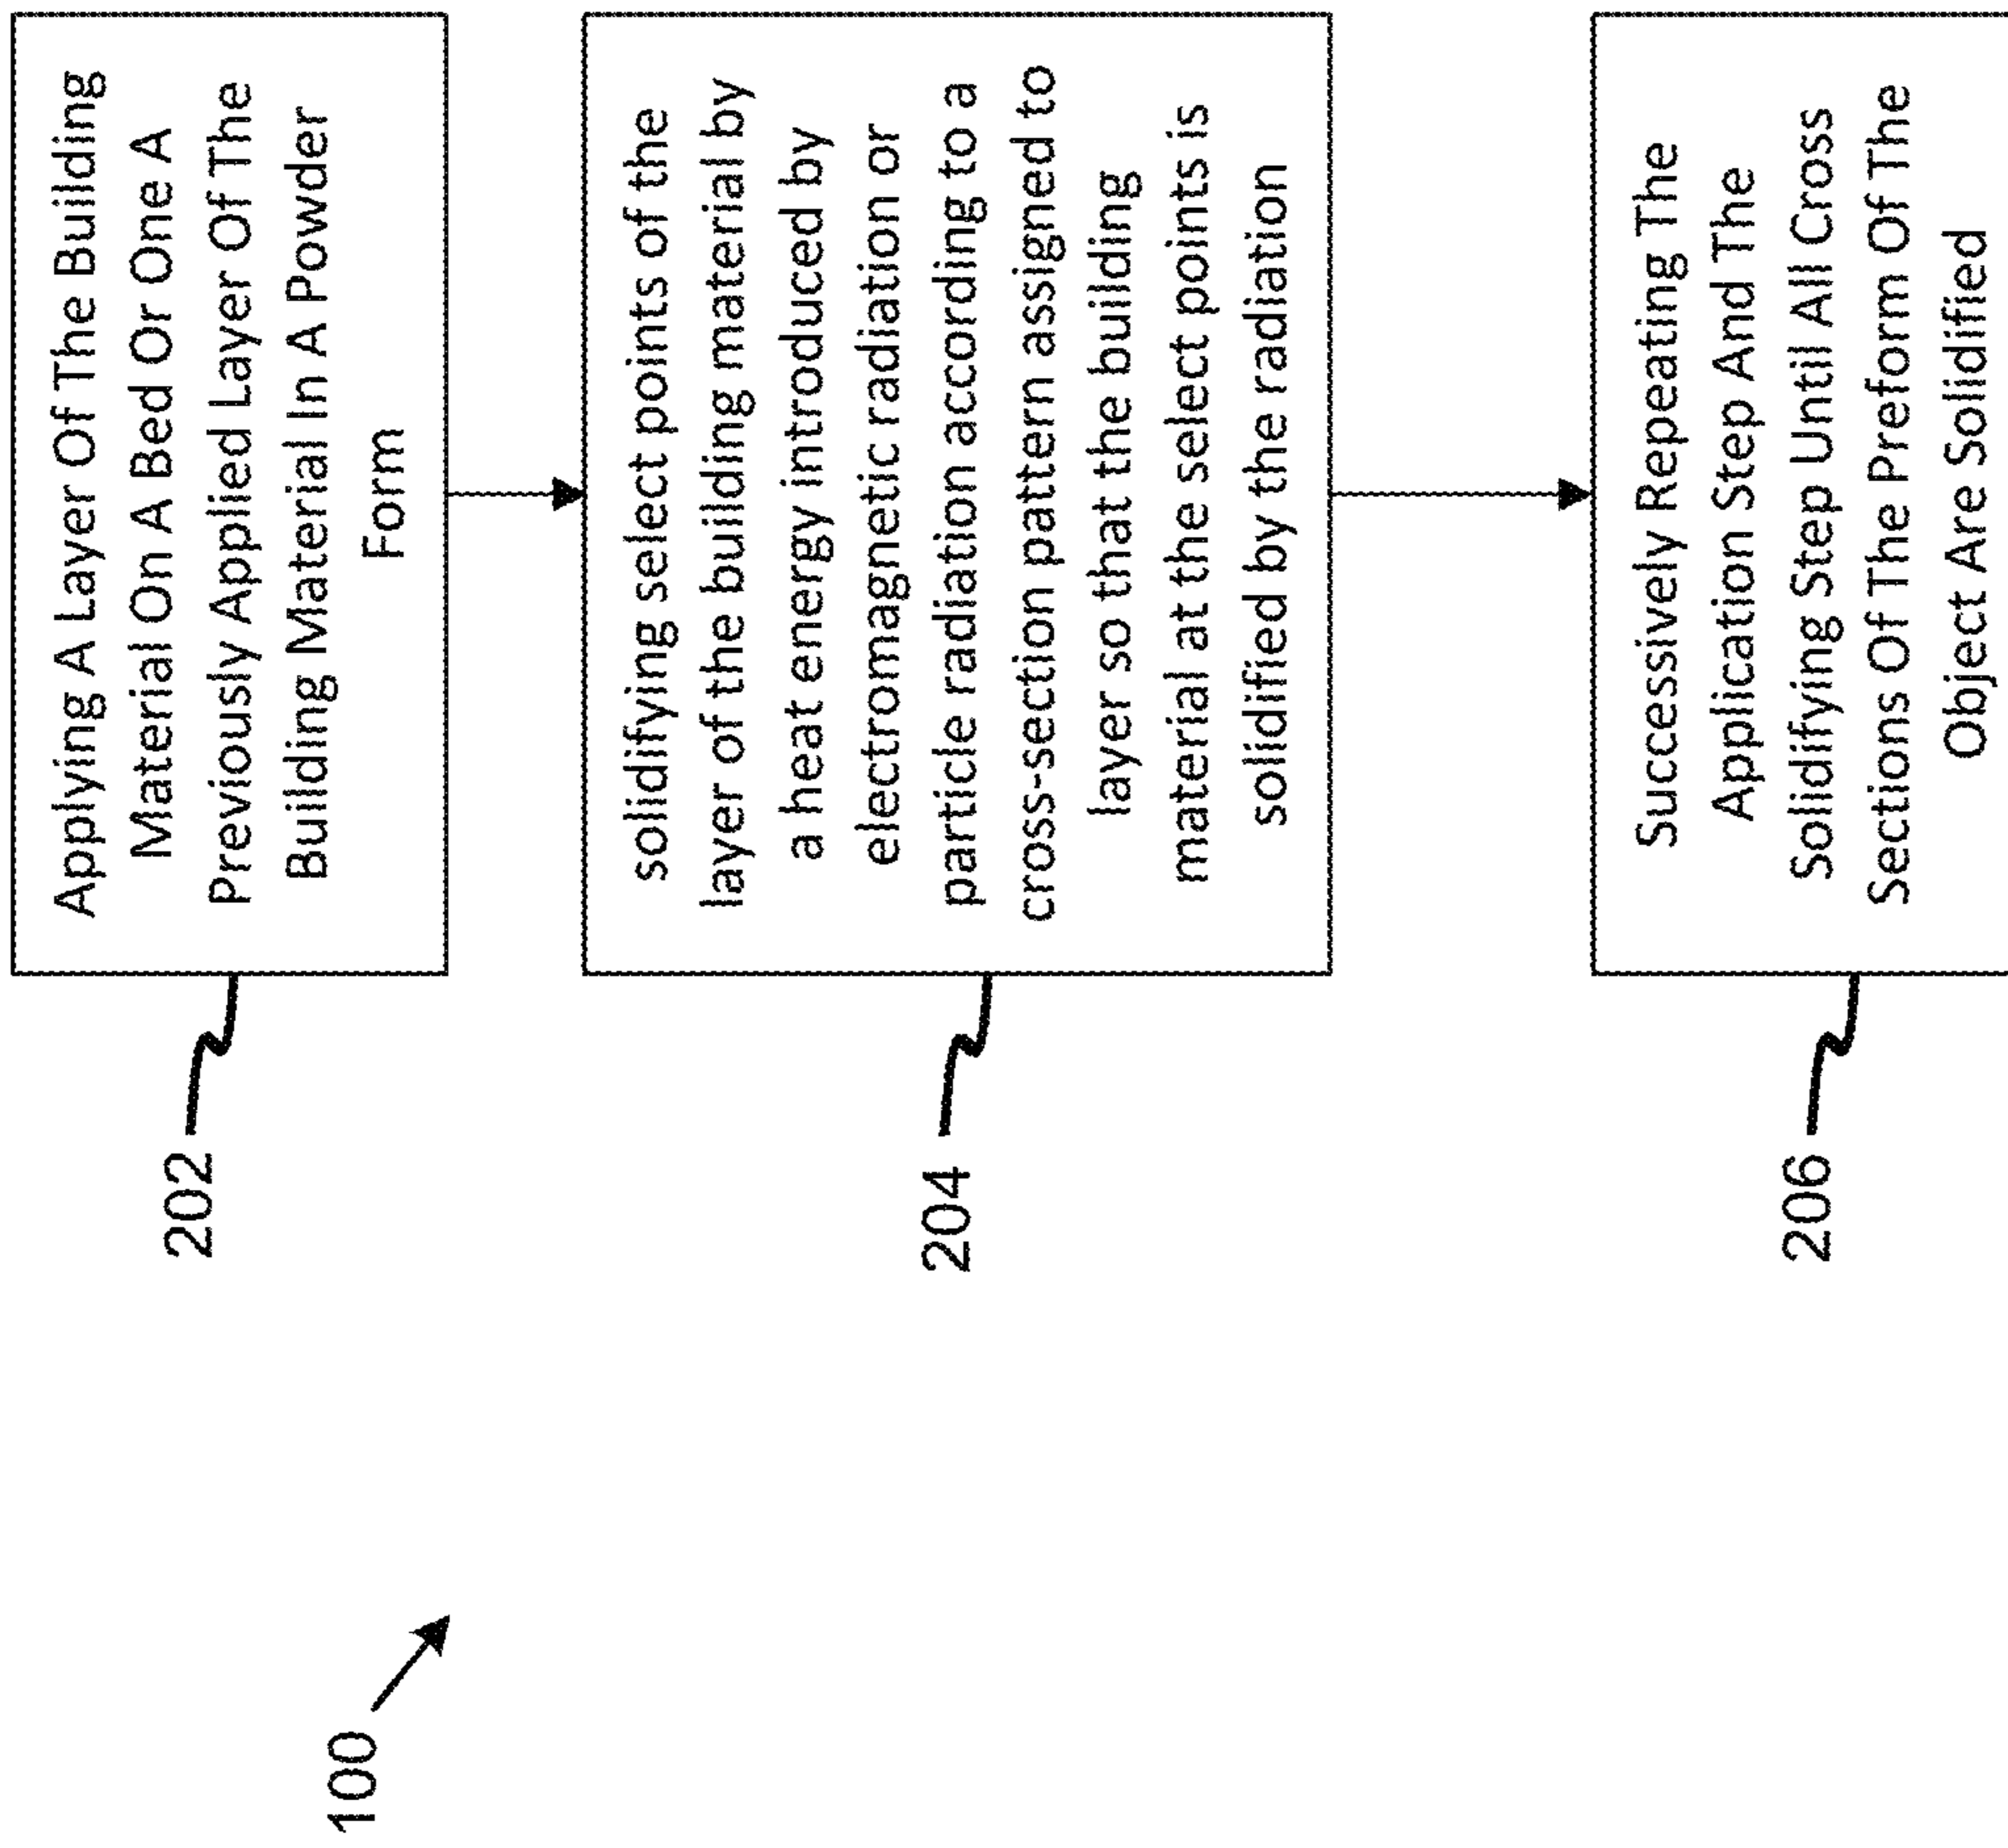 100
202
Applying A Layer Of The Building
Material On A Bed Or One A
Previously Applied Layer Of The
Building Material In A Powder
Form
204
solidifying select points of the
layer of the building material by
a heat energy introduced by
electromagnetic radiation or
particle radiation according to a
cross-section pattern assigned to
layer so that the building
material at the select points is
solidified by the radiation
206
Successively Repeating The
Application Step And The
Solidifying Step Until All Cross
Sections Of The Preform Of The
Object Are Solidified